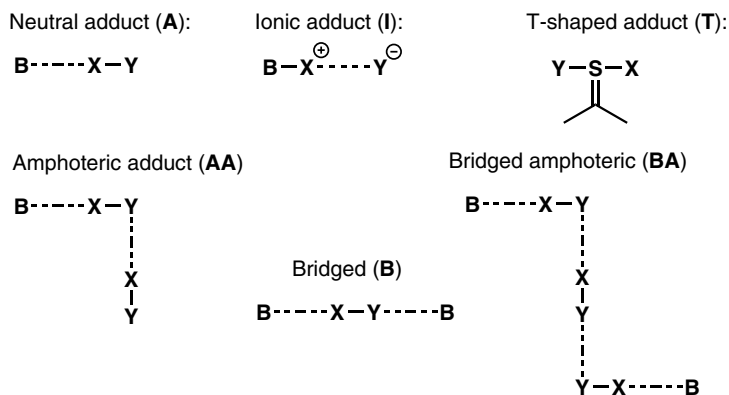 Neutral adduct (A):
B X Y
Ionic adduct (I):
B X ⊕ Y ⊖
T-shaped adduct (T):
Y S X
Amphoteric adduct (AA)
B X Y
X
Y
Bridged (B)
B X Y B
Bridged amphoteric (BA)
B X Y
X
Y
Y X B